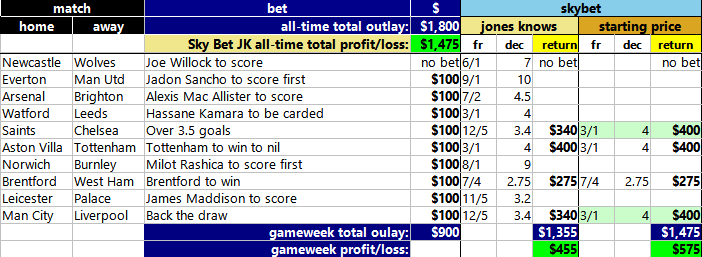 match bet $ skybet
home away all-time total outlay: $1,800 jones knows starting price
Sky Bet JK all-time total profit/loss: $1,475 fr dec return fr dec return
Newcastle Wolves Joe Willock to score no bet 6/1 7 no bet no bet
Everton Man Utd Jadon Sancho to score first $100 9/1 10
Arsenal Brighton Alexis Mac Allister to score $100 7/2 4.5
Watford Leeds Hassane Kamara to be carded $100 3/1 4
Saints Chelsea Over 3.5 goals $100 12/5 3.4 $340 3/1 4 $400
Aston Villa Tottenham Tottenham to win to nil $100 3/1 4 $400 3/1 4 $400
Norwich Burnley Milot Rashica to score first $100 8/1 9
Brentford West Ham Brentford to win $100 7/4 2.75 $275 7/4 2.75 $275
Leicester Palace James Maddison to score $100 11/5 3.2
Man City Liverpool Back the draw $100 12/5 3.4 $340 3/1 4 $400
gameweek total oulay: $900 $1,355 $1,475
gameweek profit/loss: $455 $575